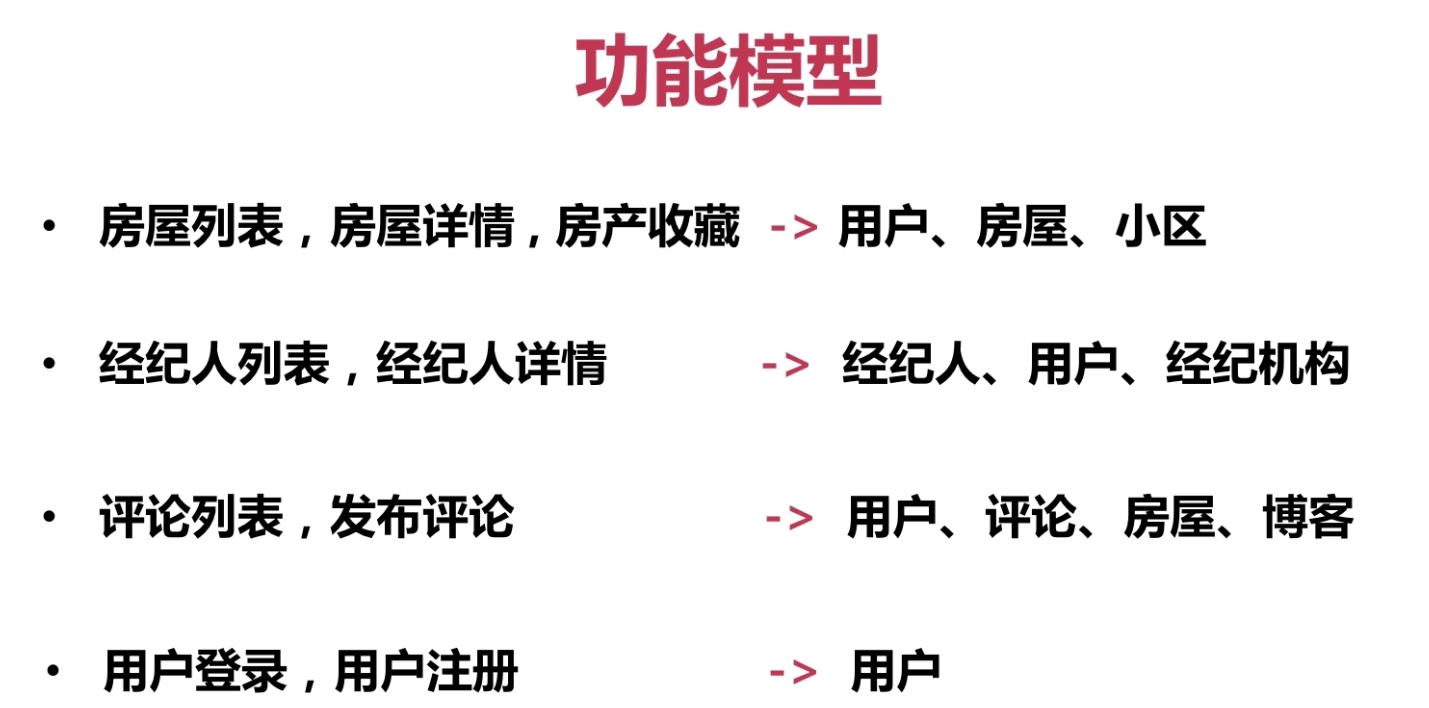 功能模型
• 房屋列表，房屋详情，房产收藏 -> 用户、房屋、小区
• 经纪人列表，经纪人详情 -> 经纪人、用户、经纪机构
• 评论列表，发布评论 -> 用户、评论、房屋、博客
• 用户登录，用户注册 -> 用户